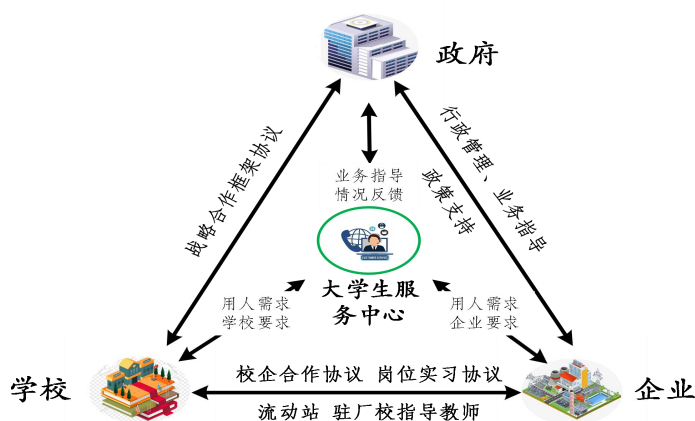 政府
战略合作框架协议
行政管理、业务指导
政策支持
业务指导
情况反馈
CUSTOMER SERVICE
大学生服
务中心
用人需求
学校要求
用人需求
企业要求
学校
校企合作协议 岗位实习协议
流动站 驻厂校指导教师
企业